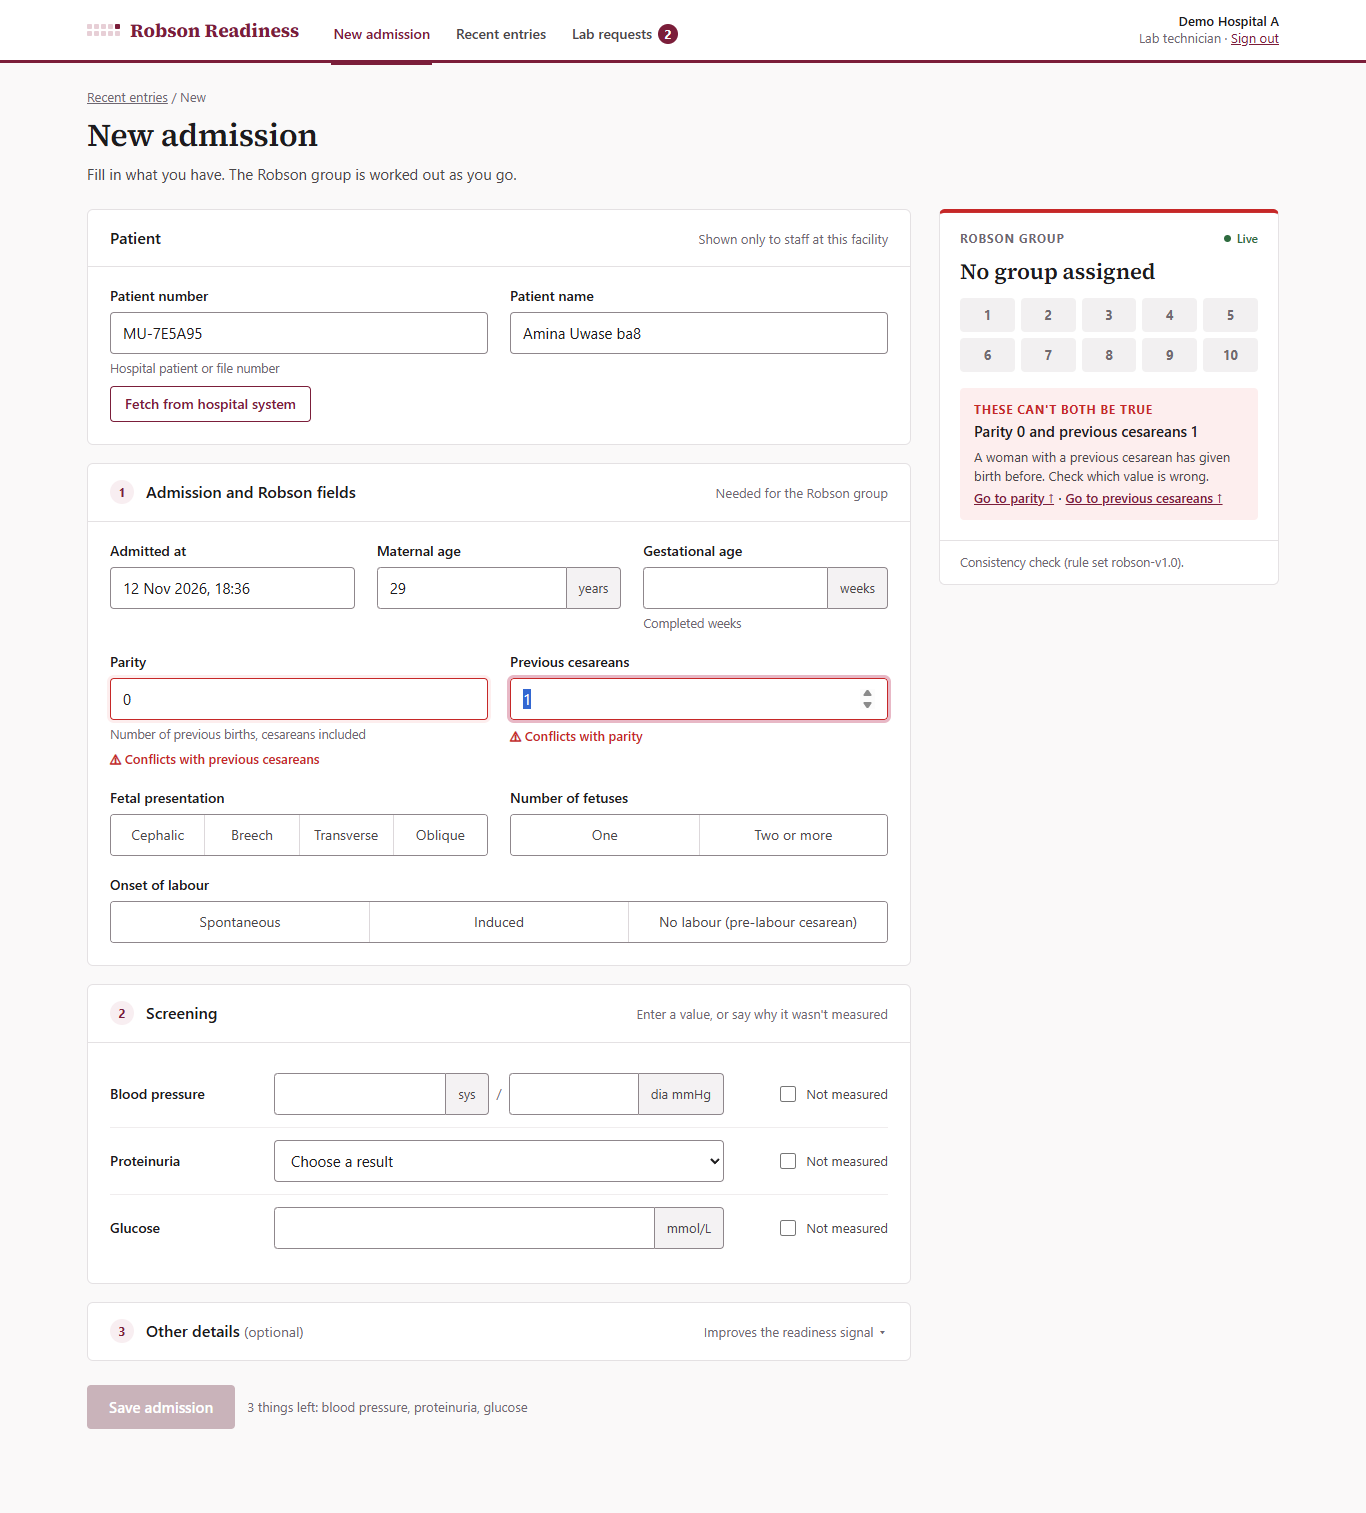 Robson Readiness
New admission
Recent entries
Lab requests 2
Demo Hospital A
Lab technician · Sign out
Recent entries / New
New admission
Fill in what you have. The Robson group is worked out as you go.
Patient
Shown only to staff at this facility
Patient number
Patient name
MU-7E5A95
Amina Uwase ba8
Hospital patient or file number
Fetch from hospital system
1 Admission and Robson fields
Needed for the Robson group
Admitted at
Maternal age
Gestational age
12 Nov 2026, 18:36
29 years
weeks
Completed weeks
Parity
Previous cesareans
0
1
Number of previous births, cesareans included
⚠ Conflicts with parity
⚠ Conflicts with previous cesareans
Fetal presentation
Number of fetuses
Cephalic Breech Transverse Oblique
One Two or more
Onset of labour
Spontaneous Induced No labour (pre-labour cesarean)
2 Screening
Enter a value, or say why it wasn't measured
Blood pressure sys / dia mmHg Not measured
Proteinuria Choose a result Not measured
Glucose mmol/L Not measured
3 Other details (optional)
Improves the readiness signal ▾
Save admission
3 things left: blood pressure, proteinuria, glucose
ROBSON GROUP
Live
No group assigned
1 2 3 4 5
6 7 8 9 10
THESE CAN'T BOTH BE TRUE
Parity 0 and previous cesareans 1
A woman with a previous cesarean has given
birth before. Check which value is wrong.
Go to parity ↑ · Go to previous cesareans ↑
Consistency check (rule set robson-v1.0).